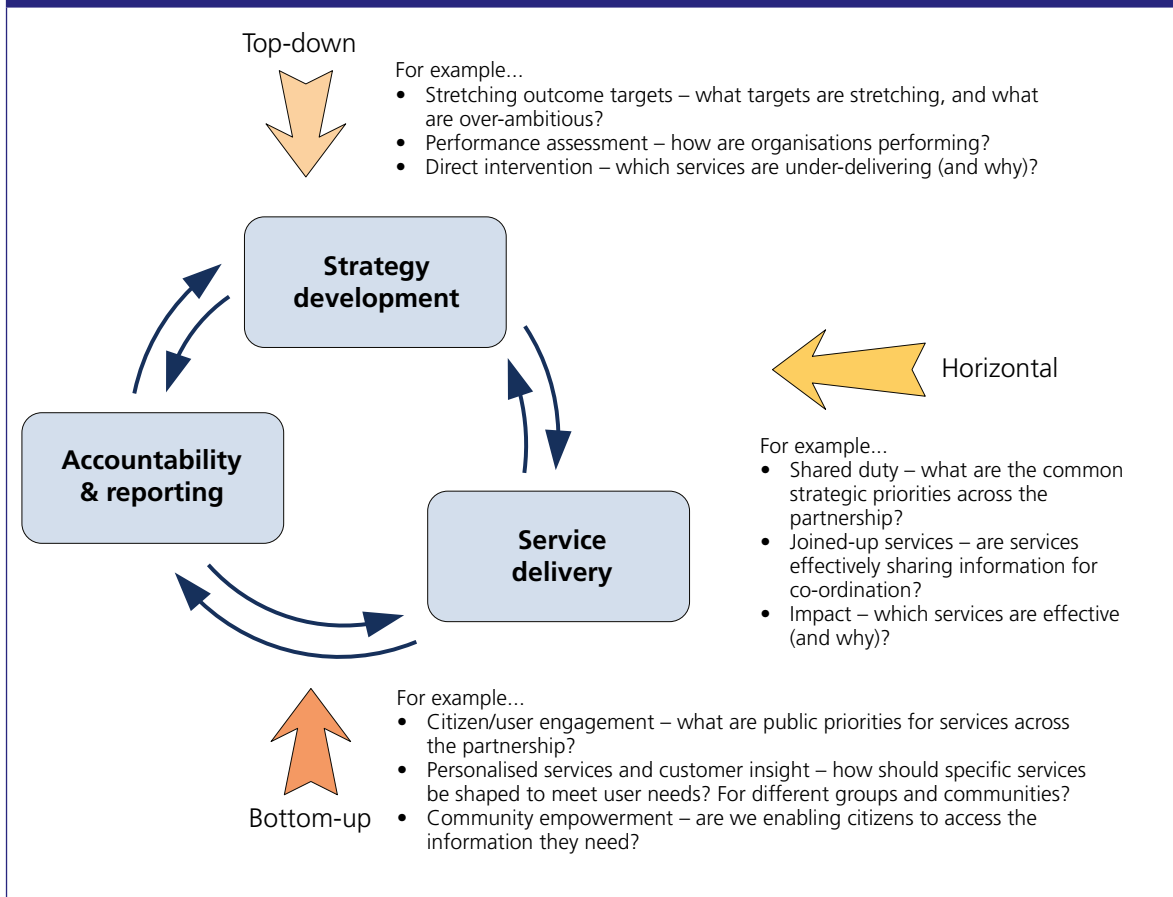 Top-down
For example...
• Stretching outcome targets – what targets are stretching, and what
are over-ambitious?
• Performance assessment – how are organisations performing?
• Direct intervention – which services are under-delivering (and why)?
Strategy
development
Horizontal
Accountability
& reporting
For example...
• Shared duty – what are the common
strategic priorities across the
partnership?
• Joined-up services – are services
effectively sharing information for
co-ordination?
• Impact – which services are effective
(and why)?
Service
delivery
For example...
• Citizen/user engagement – what are public priorities for services across
the partnership?
• Personalised services and customer insight – how should specific services
be shaped to meet user needs? For different groups and communities?
• Community empowerment – are we enabling citizens to access the
information they need?
Bottom-up